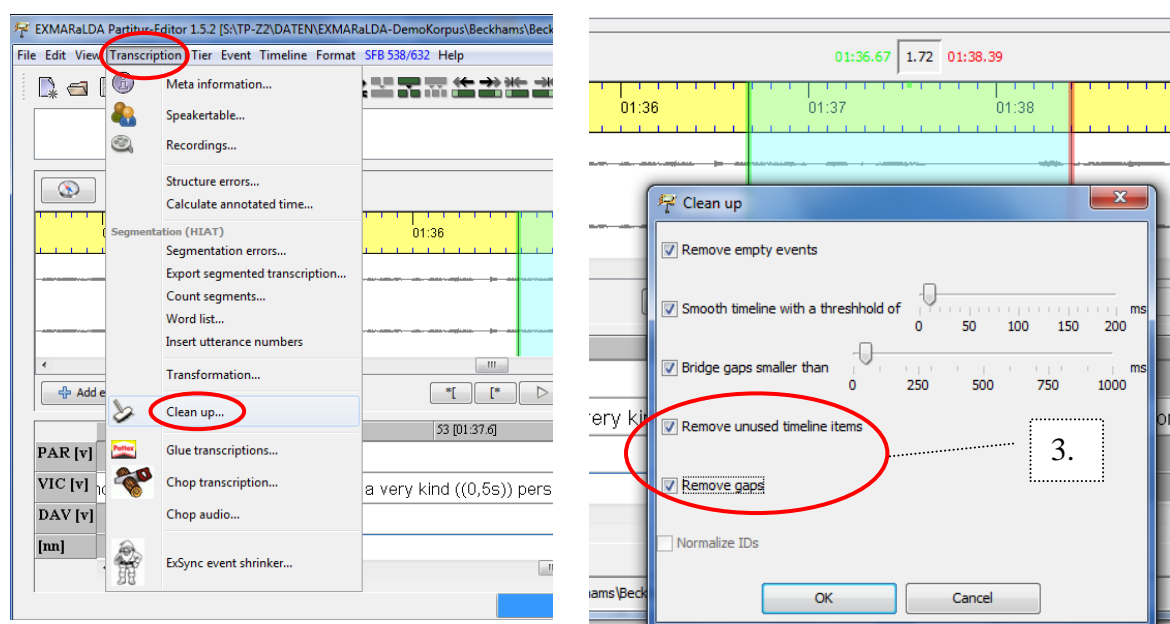 EXMARaLDA Partitur-Editor 1.5.2 [S:\TP-Z2\DATEN\EXMARaLDA-DemoKorpus\Beckhams\Beck
File Edit View Transcription Tier Event Timeline Format SFB 538/632 Help
Meta information...
Speakertable...
Recordings...
Structure errors...
Calculate annotated time...
Segmentation (HIAT)
01:36
Segmentation errors...
Export segmented transcription...
Count segments...
Word list...
Insert utterance numbers
Transformation...
Add e
*[ [*
Clean up...
53 [01:37.6]
PAR [v]
Pattex
Glue transcriptions...
VIC [v]
Chop transcription...
a very kind ((0,5s)) pers
DAV [v]
Chop audio...
[nn]
ExSync event shrinker...
01:36.67 1.72 01:38.39
01:36 01:37 01:38
Clean up
Remove empty events
Smooth timeline with a threshhold of
0 50 100 150 200
ms
Bridge gaps smaller than
0 250 500 750 1000
ms
ery ki
Remove unused timeline items
3.
Remove gaps
Normalize IDs
ams\Beck
OK Cancel